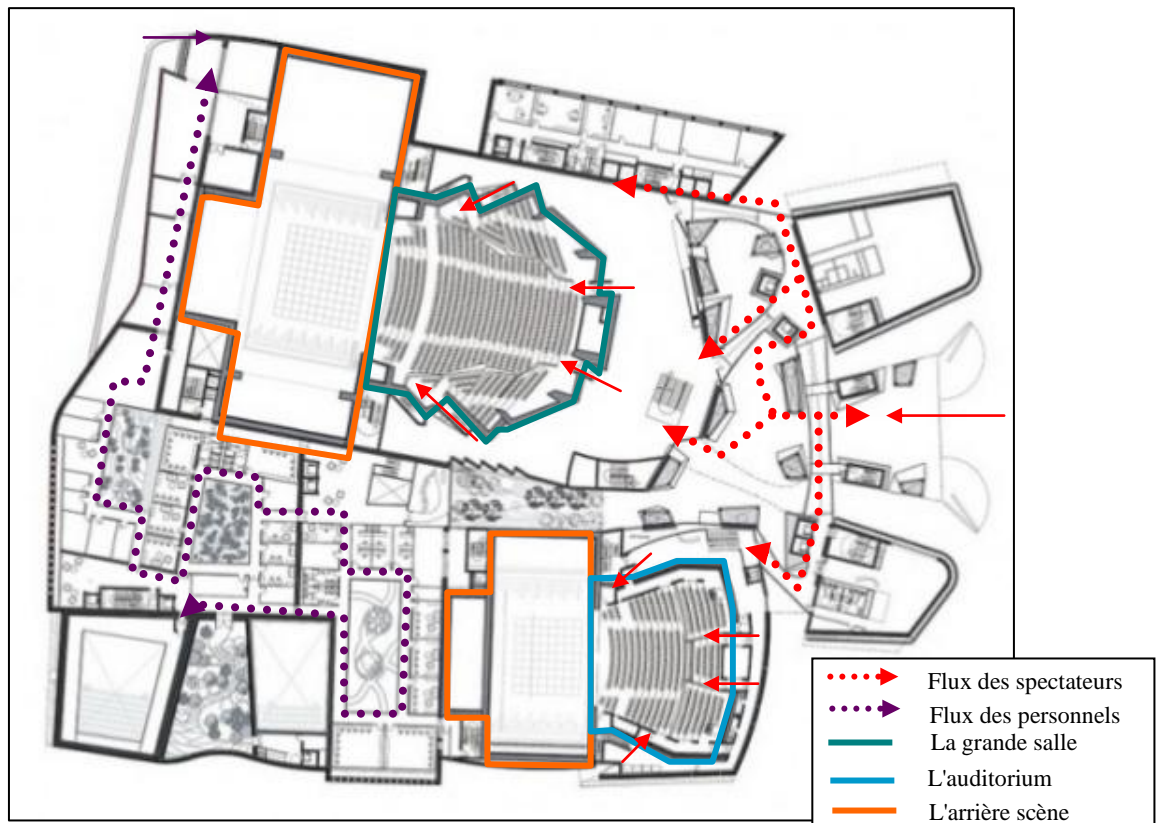 Flux des spectateurs
Flux des personnels
La grande salle
L'auditorium
L'arrière scène